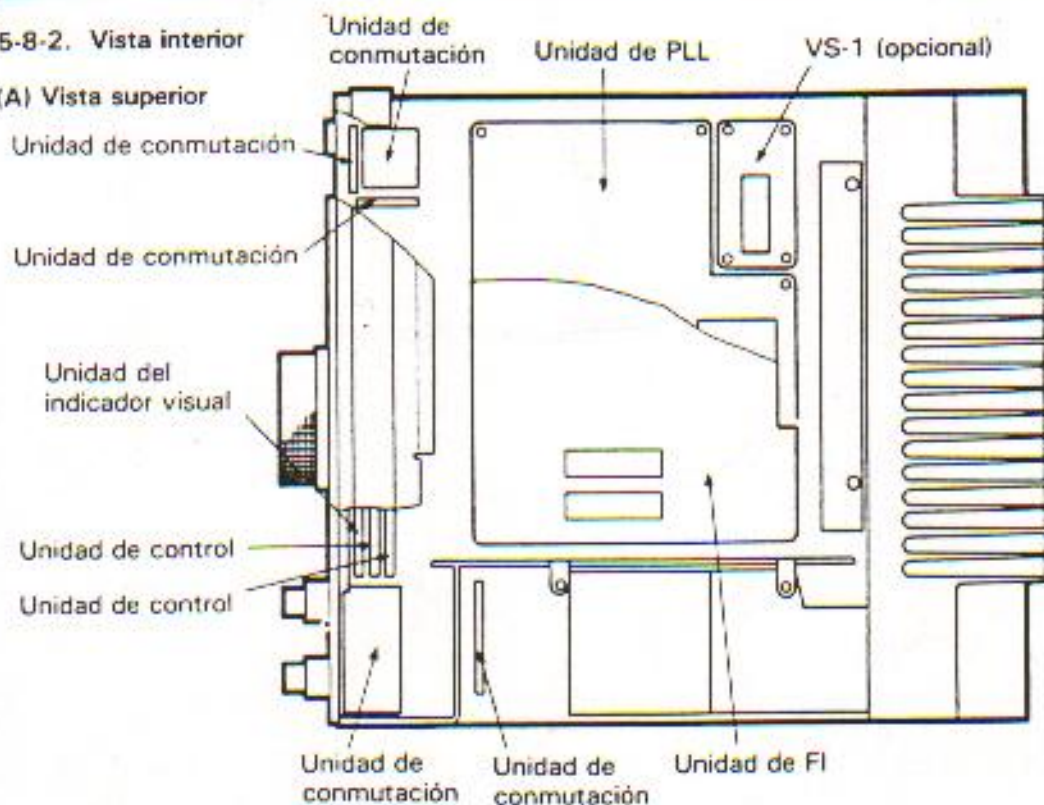 5-8-2. Vista interior
(A) Vista superior
Unidad de
conmutación
Unidad de PLL
VS-1 (opcional)
Unidad de conmutación
Unidad de conmutación
Unidad del
indicador visual
Unidad de control
Unidad de control
Unidad de
conmutación
Unidad de
conmutación
Unidad de FI